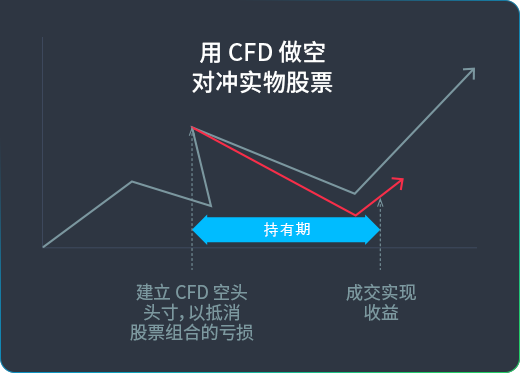 用 CFD 做空
对冲实物股票
持有期
建立 CFD 空头
头寸，以抵消
股票组合的亏损
成交实现
收益